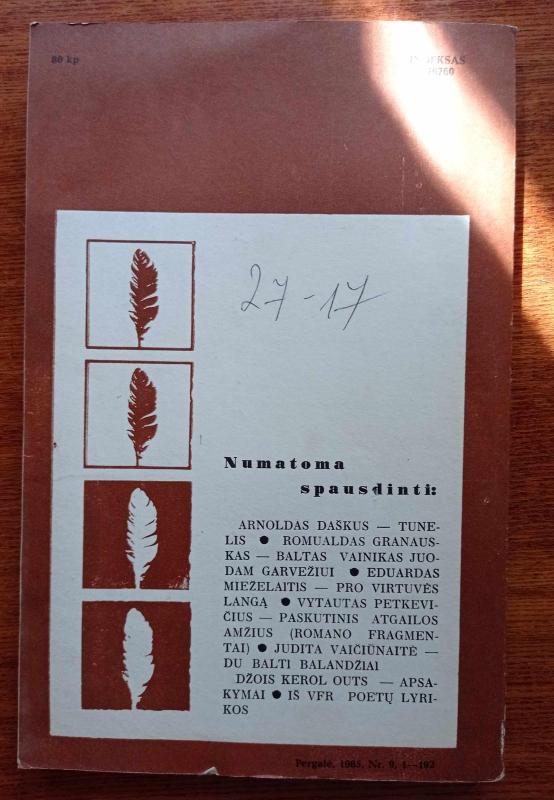 80 kp
INDEKSAS
76760
27-17
Numatoma
spausdinti:
ARNOLDAS DAŠKUS — TUNE-
LIS ● ROMUALDAS GRANAUS-
KAS — BALTAS VAINIKAS JUO-
DAM GARVEŽIUI ● EDUARDAS
MIEŽELAITIS — PRO VIRTUVĖS
LANGĄ ● VYTAUTAS PETKEVI-
ČIUS — PASKUTINIS ATGAILOS
AMŽIUS (ROMANO FRAGMEN-
TAI) ● JUDITA VAIČIŪNAITĖ —
DU BALTI BALANDŽIAI
DŽOIS KEROL OUTS — APSA-
KYMAI ● IŠ VFR POETŲ LYRI-
KOS
Pergalė, 1985, Nr. 9, 1—192